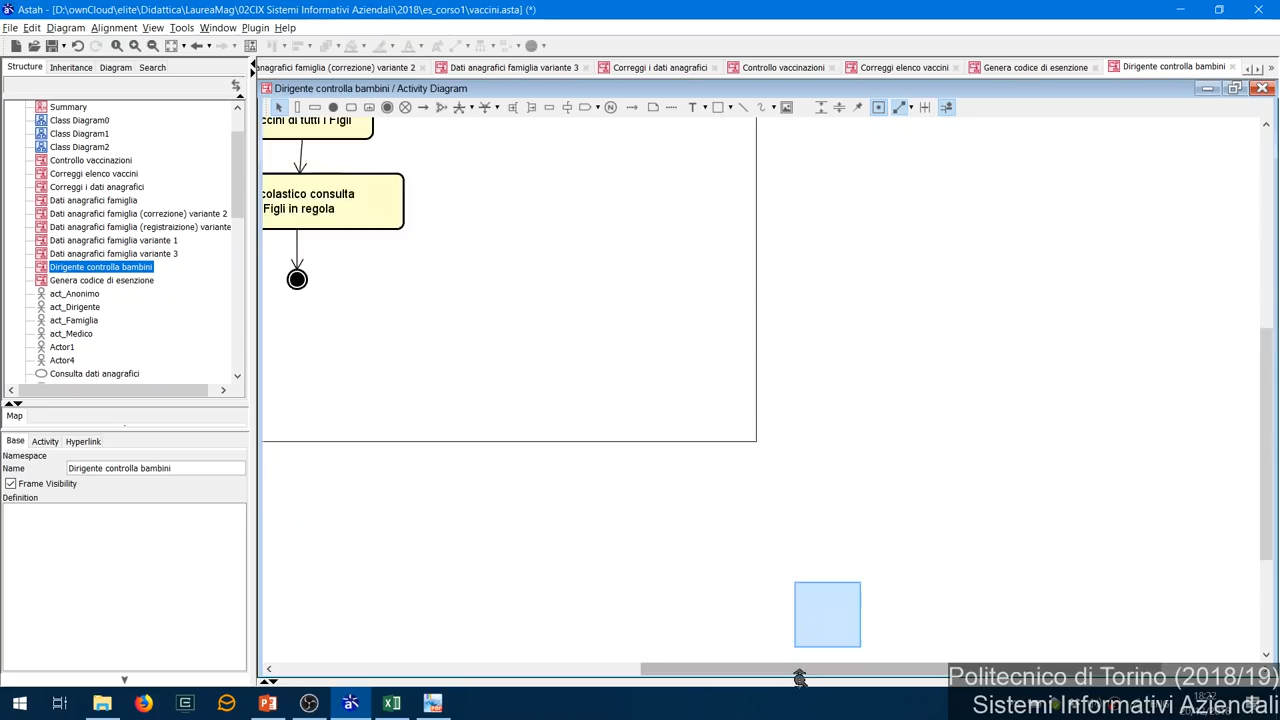 Astah - [D:\ownCloud\elite\Didattica\LaureaMag\02CIX Sistemi Informativi Aziendali\2018\es_corso1\vaccini.asta] (*)
File Edit Diagram Alignment View Tools Window Plugin Help
Structure Inheritance Diagram Search
anagrafici famiglia (correzione) variante 2
Dati anagrafici famiglia variante 3
Correggi i dati anagrafici
Controllo vaccinazioni
Correggi elenco vaccini
Genera codice di esenzione
Dirigente controlla bambini
Dirigente controlla bambini / Activity Diagram
Summary
Class Diagram0
Class Diagram1
Class Diagram2
Controllo vaccinazioni
Correggi elenco vaccini
Correggi i dati anagrafici
Dati anagrafici famiglia
Dati anagrafici famiglia (correzione) variante 2
Dati anagrafici famiglia (registrazione) variante
Dati anagrafici famiglia variante 1
Dati anagrafici famiglia variante 3
Dirigente controlla bambini
Genera codice di esenzione
act_Anonimo
act_Dirigente
act_Famiglia
act_Medico
Actor1
Actor4
Consulta dati anagrafici
Map
Base Activity Hyperlink
Namespace
Name Dirigente controlla bambini
Frame Visibility
Definition
ccini di tutti i Figli
colastico consulta
Figli in regola
Politecnico di Torino (2018/19)
Sistemi Informativi Aziendali
18:22